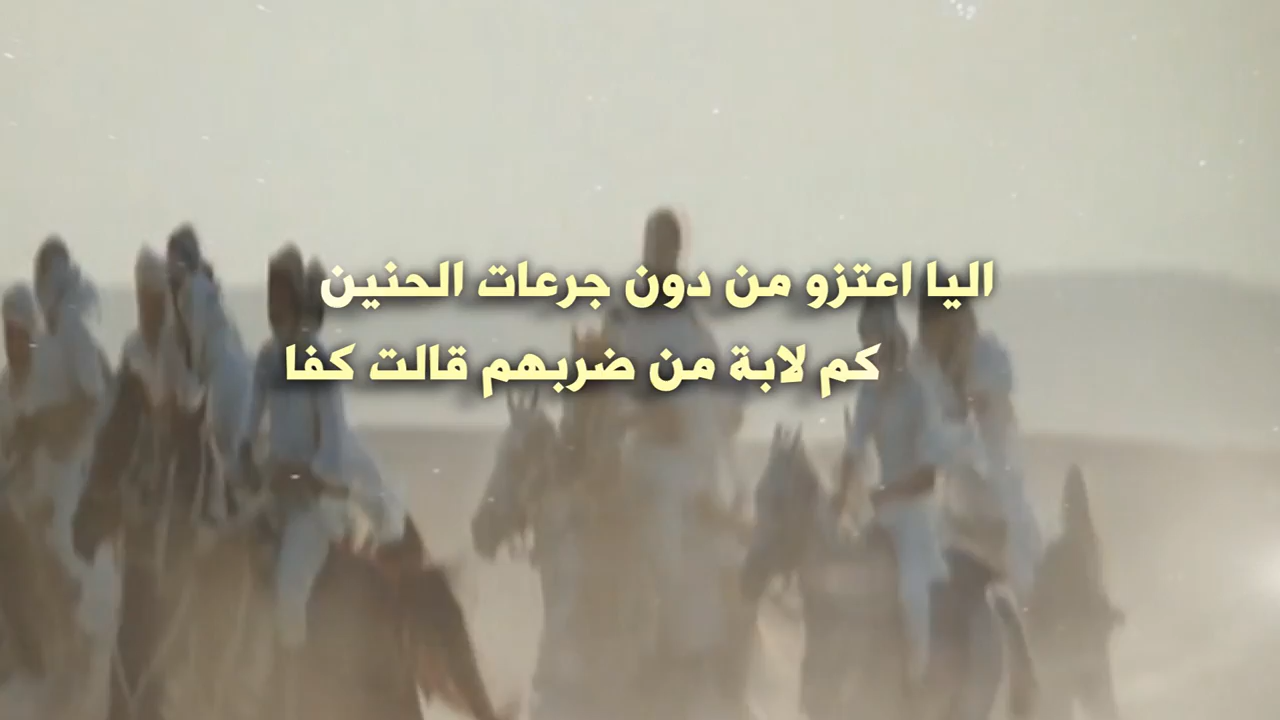 اليا اعتزو من دون جرعات الحنين
كم لابة من ضربهم قالت كفا